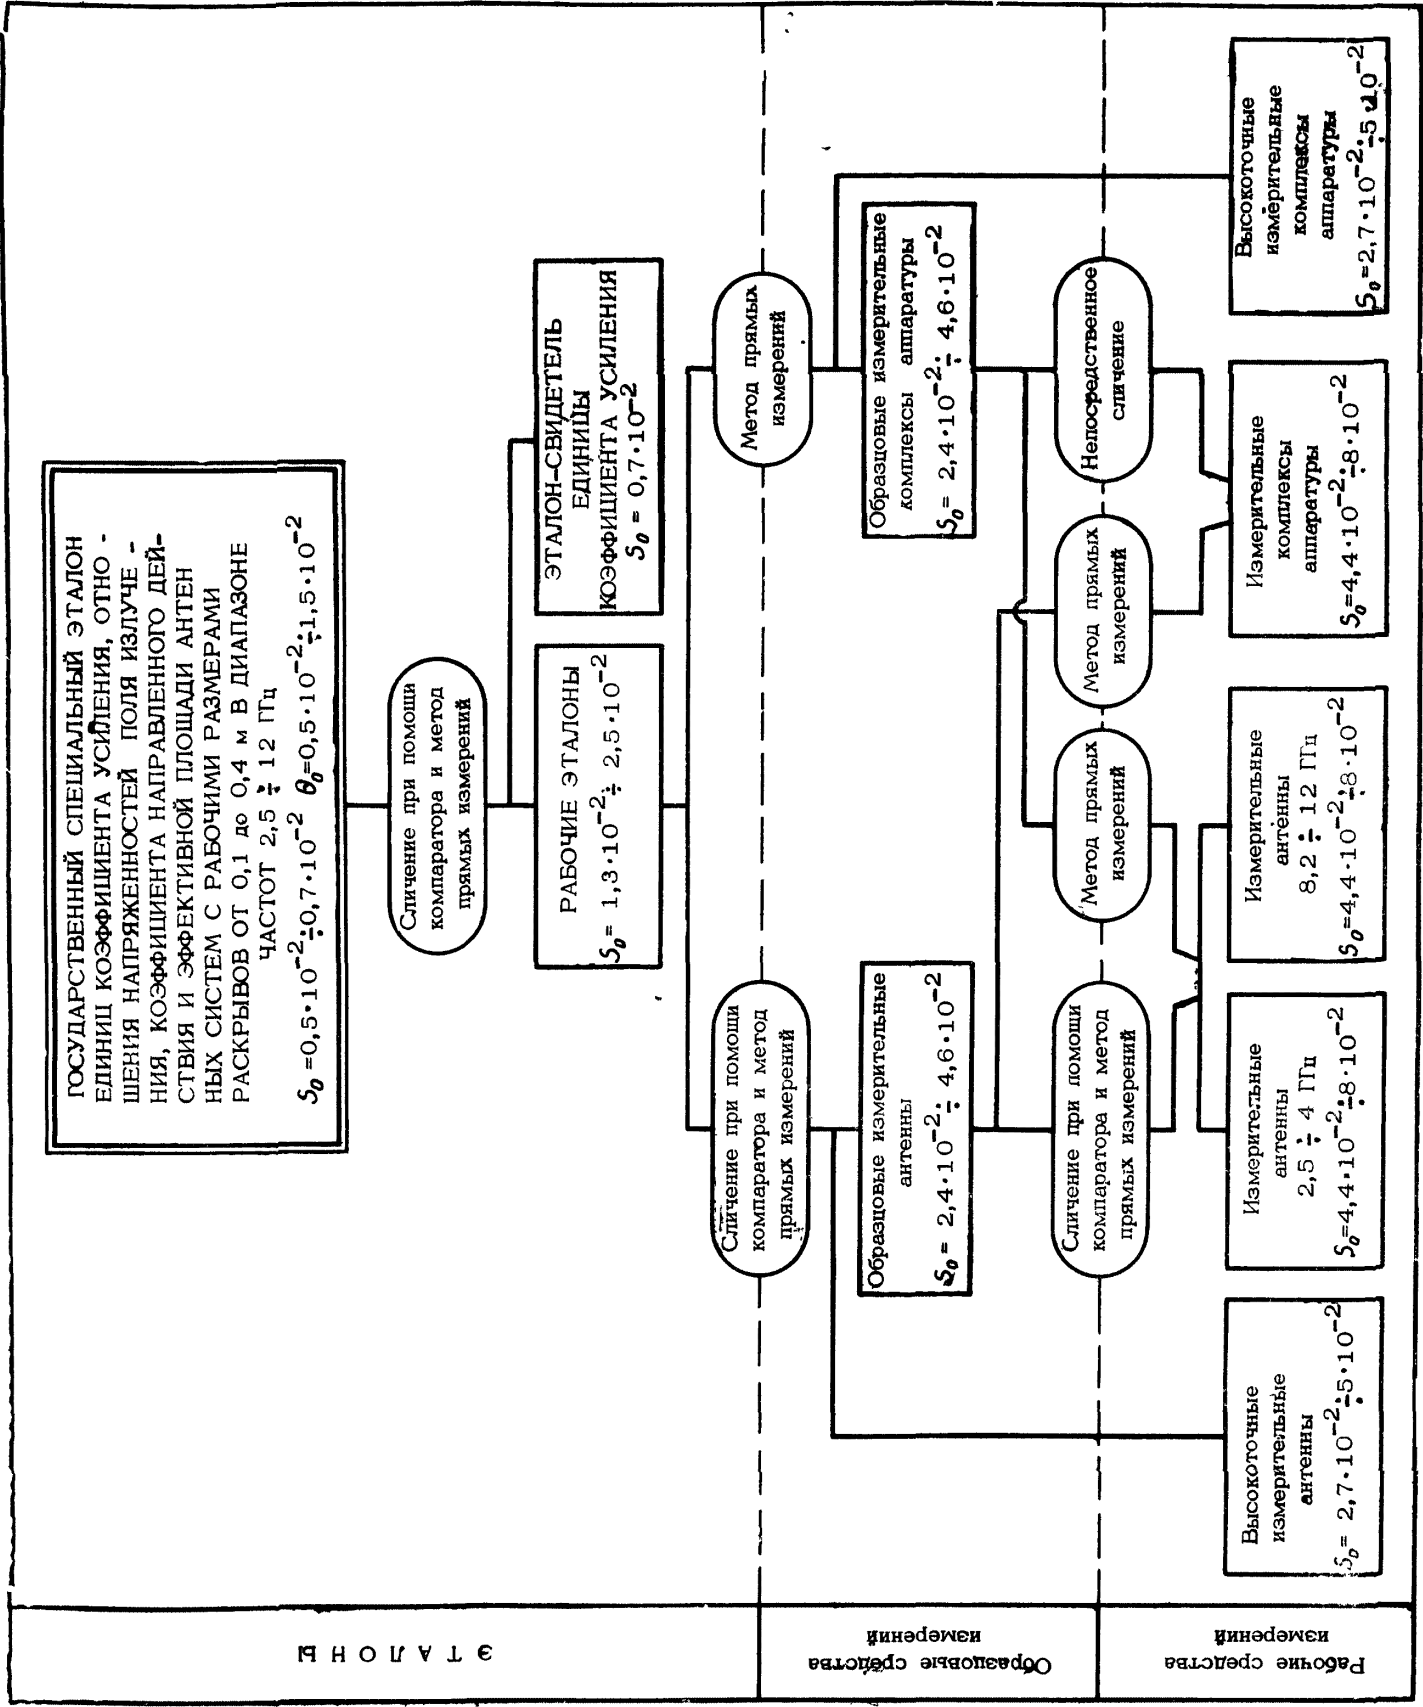 ЭТАЛОНЫ
ГОСУДАРСТВЕННЫЙ СПЕЦИАЛЬНЫЙ ЭТАЛОН
ЕДИНИЦ КОЭФФИЦИЕНТА УСИЛЕНИЯ, ОТНО -
ШЕНИЯ НАПРЯЖЕННОСТЕЙ ПОЛЯ ИЗЛУЧЕ -
НИЯ, КОЭФФИЦИЕНТА НАПРАВЛЕННОГО ДЕЙ-
СТВИЯ И ЭФФЕКТИВНОЙ ПЛОЩАДИ АНТЕН
НЫХ СИСТЕМ С РАБОЧИМИ РАЗМЕРАМИ
РАСКРЫВОВ ОТ 0,1 до 0,4 м В ДИАПАЗОНЕ
ЧАСТОТ 2,5 ÷ 12 ГГц
S₀=0,5·10⁻²÷0,7·10⁻² θ₀=0,5·10⁻²÷1,5·10⁻²
Сличение при помощи
компаратора и метод
прямых измерений
РАБОЧИЕ ЭТАЛОНЫ
S₀= 1,3·10⁻²÷ 2,5·10⁻²
ЭТАЛОН-СВИДЕТЕЛЬ
ЕДИНИЦЫ
КОЭФФИЦИЕНТА УСИЛЕНИЯ
S₀ = 0,7·10⁻²
Сличение при помощи
компаратора и метод
прямых измерений
Метод прямых
измерений
Образцовые средства
измерений
Образцовые измерительные
антенны
S₀= 2,4·10⁻²÷ 4,6·10⁻²
Образцовые измерительные
комплексы аппаратуры
S₀= 2,4·10⁻²÷ 4,6·10⁻²
Сличение при помощи
компаратора и метод
прямых измерений
Метод прямых
измерений
Метод прямых
измерений
Непосредственное
сличение
Рабочие средства
измерений
Высокоточные
измерительные
антенны
S₀= 2,7·10⁻²÷5·10⁻²
Измерительные
антенны
2,5 ÷ 4 ГГц
S₀=4,4·10⁻²÷8·10⁻²
Измерительные
антенны
8,2 ÷ 12 ГГц
S₀=4,4·10⁻²÷8·10⁻²
Измерительные
комплексы
аппаратуры
S₀=4,4·10⁻²÷8·10⁻²
Высокоточные
измерительные
комплексы
аппаратуры
S₀=2,7·10⁻²÷5·10⁻²